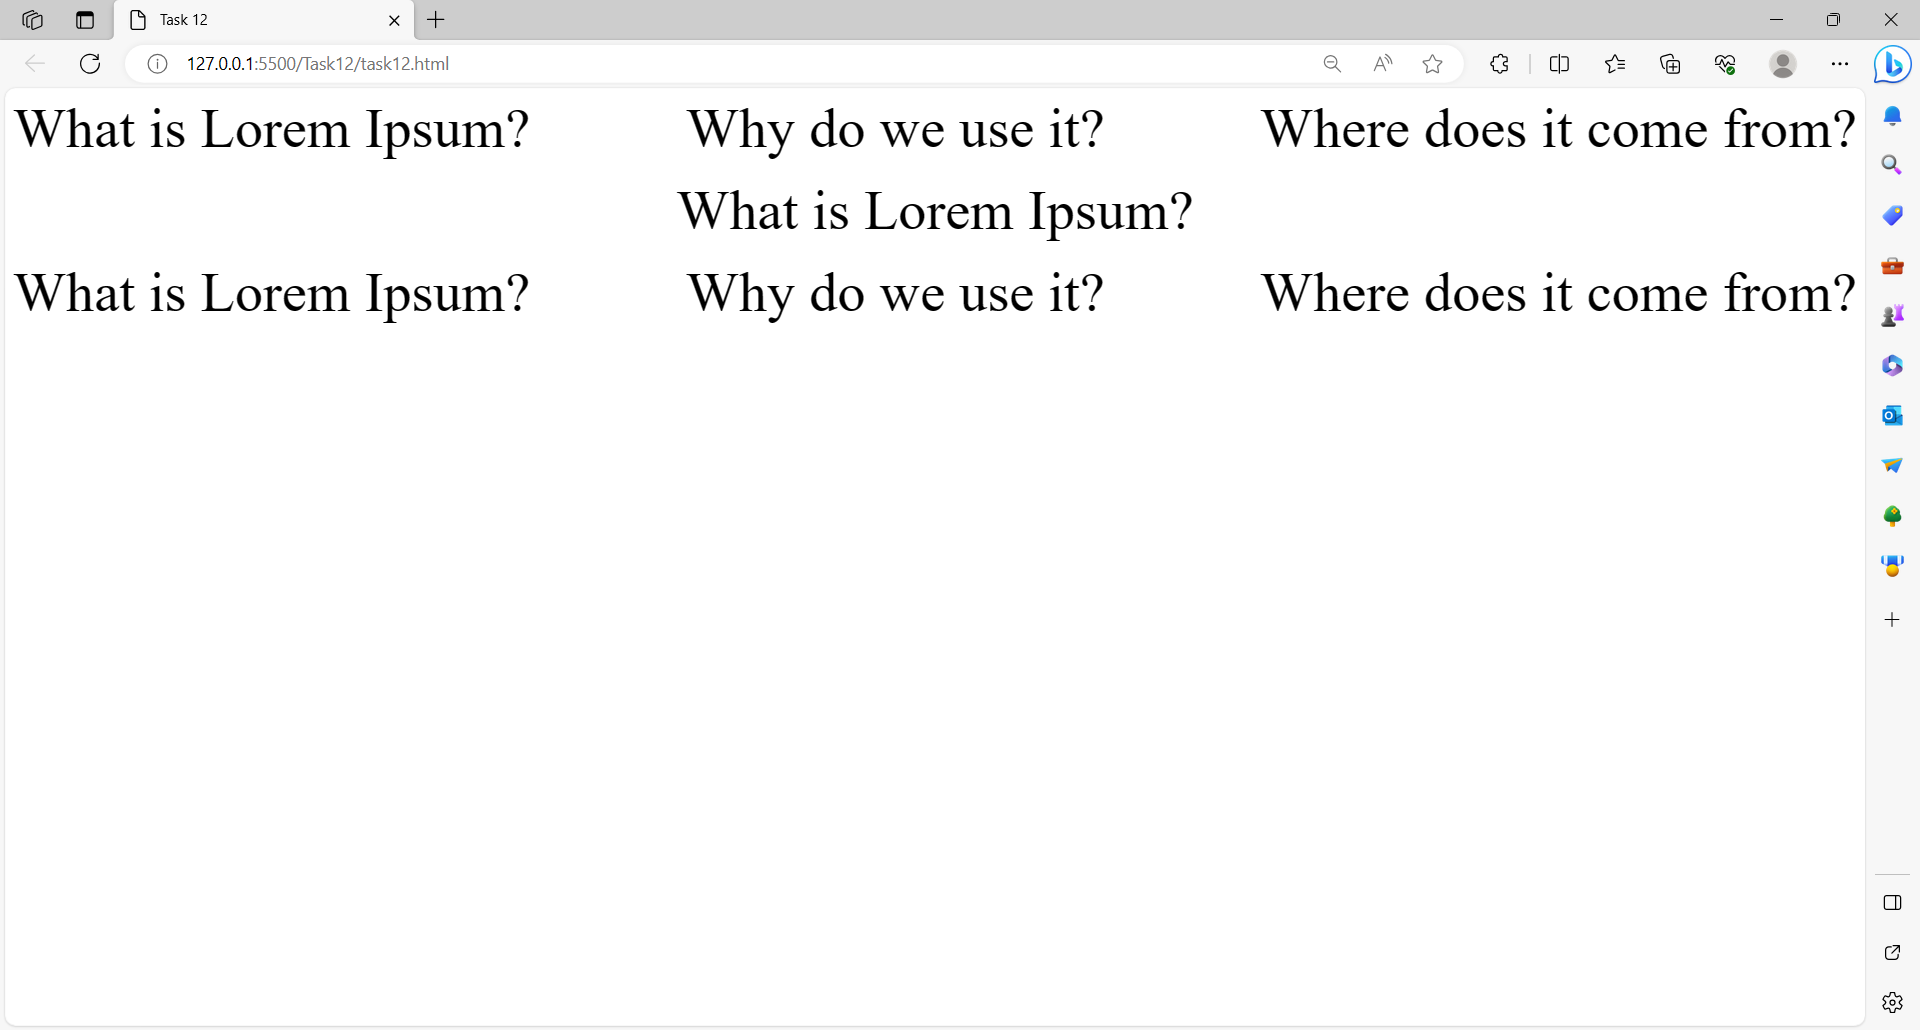 Task 12
127.0.0.1:5500/Task12/task12.html
What is Lorem Ipsum? Why do we use it? Where does it come from?
What is Lorem Ipsum?
What is Lorem Ipsum? Why do we use it? Where does it come from?